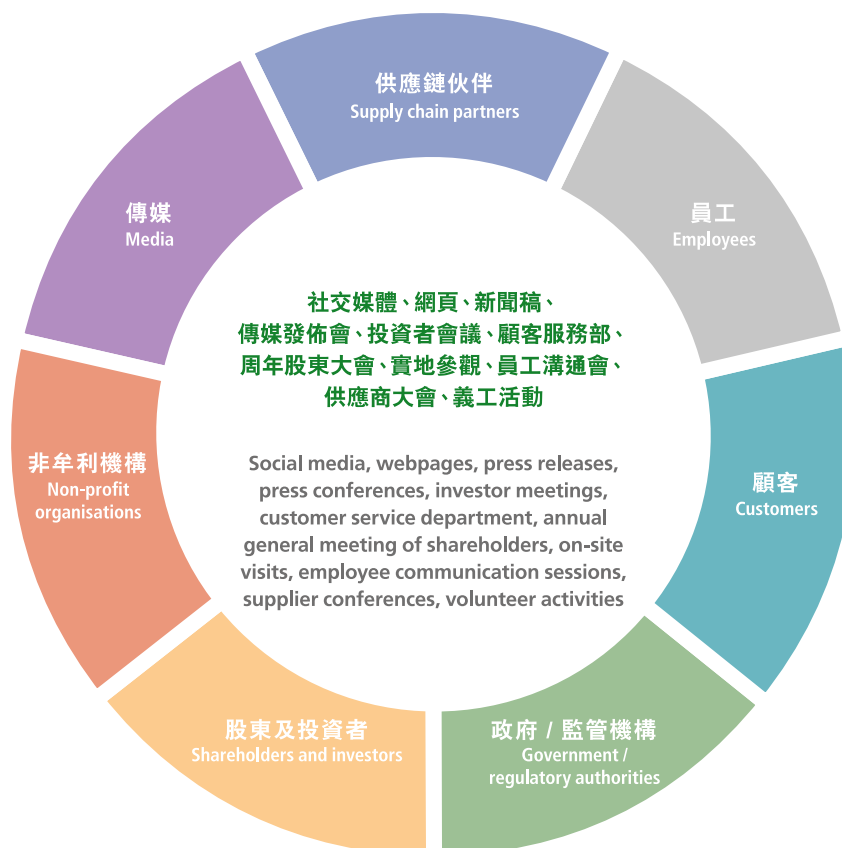 供應鏈伙伴
Supply chain partners
員工
Employees
顧客
Customers
政府 / 監管機構
Government /
regulatory authorities
股東及投資者
Shareholders and investors
非牟利機構
Non-profit
organisations
傳媒
Media
社交媒體、網頁、新聞稿、
傳媒發佈會、投資者會議、顧客服務部、
周年股東大會、實地參觀、員工溝通會、
供應商大會、義工活動
Social media, webpages, press releases,
press conferences, investor meetings,
customer service department, annual
general meeting of shareholders, on-site
visits, employee communication sessions,
supplier conferences, volunteer activities